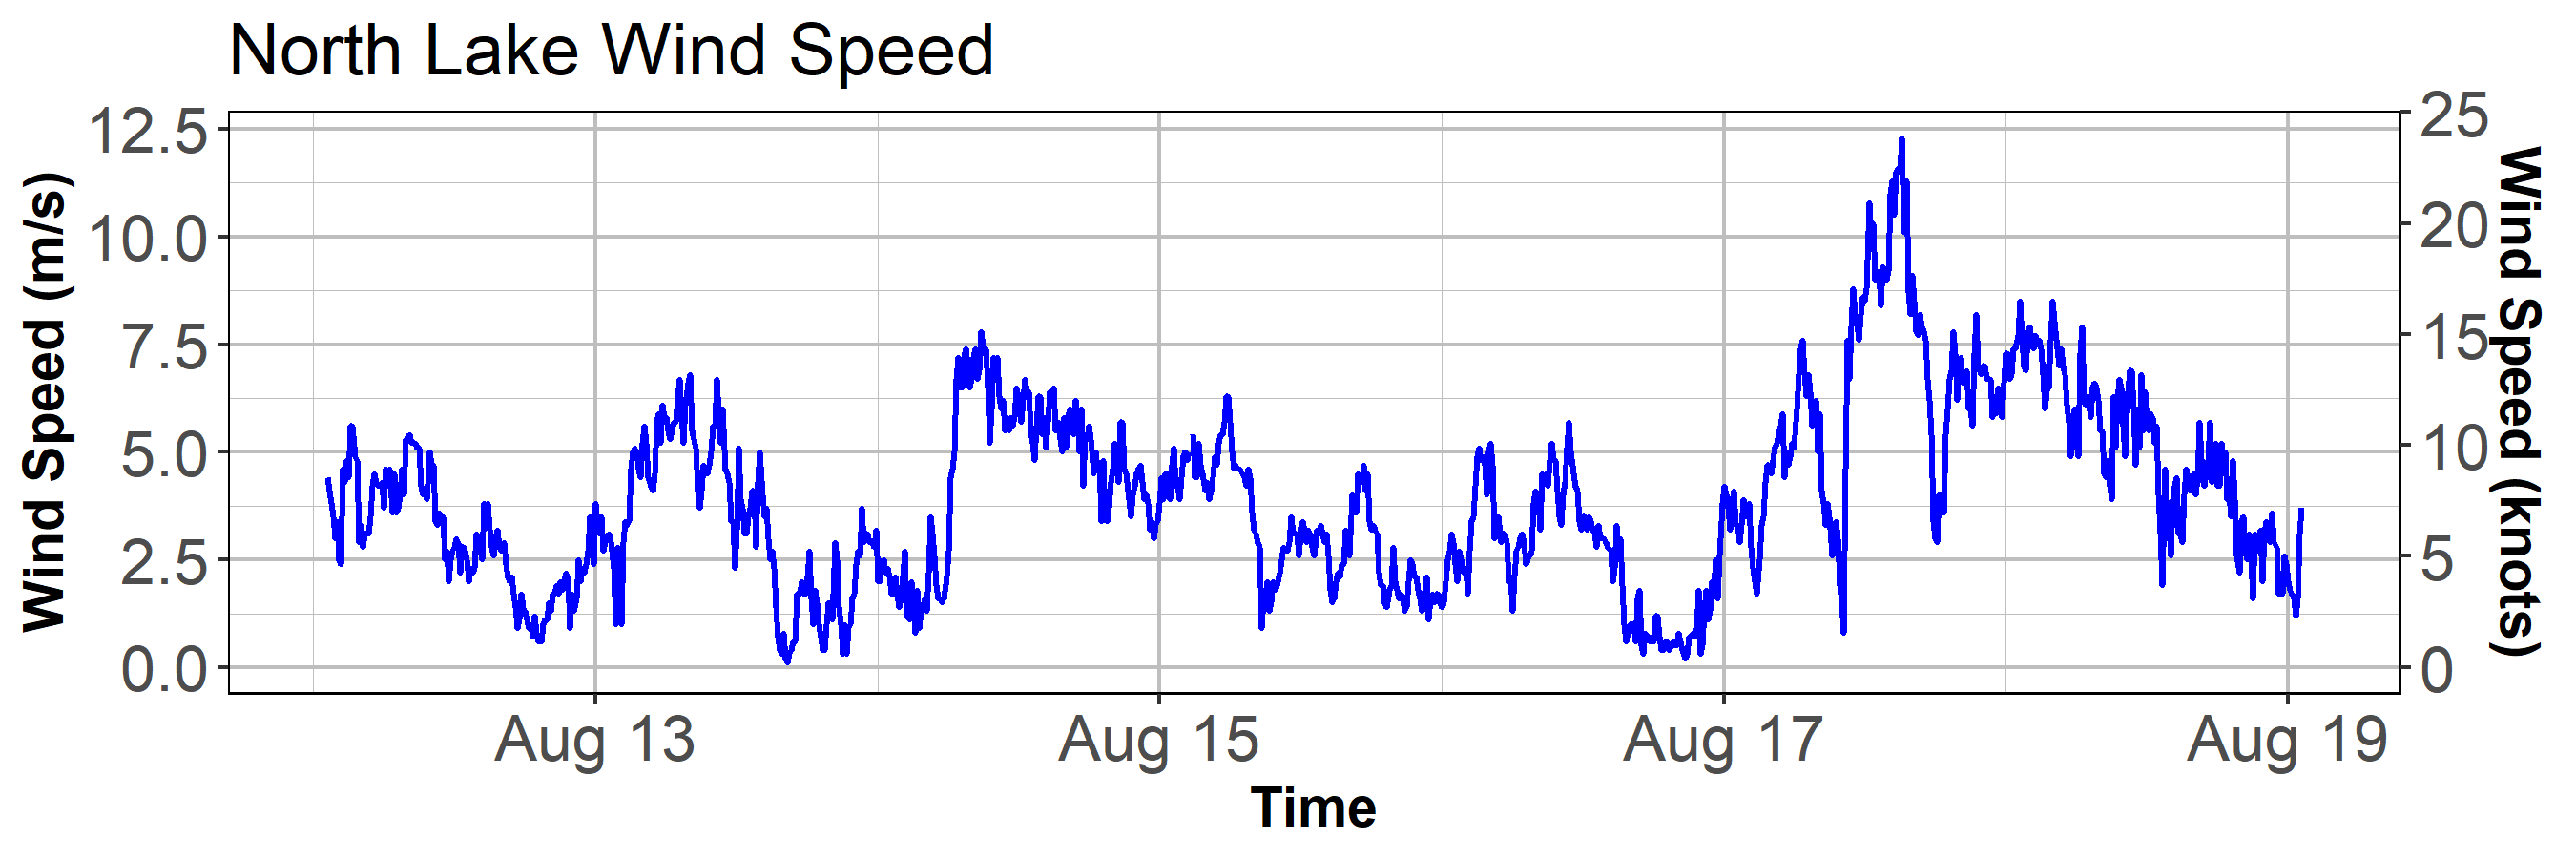 North Lake Wind Speed
Wind Speed (m/s)
12.5
10.0
7.5
5.0
2.5
0.0
25
20
15
10
5
0
Wind Speed (knots)
Aug 13
Aug 15
Aug 17
Aug 19
Time